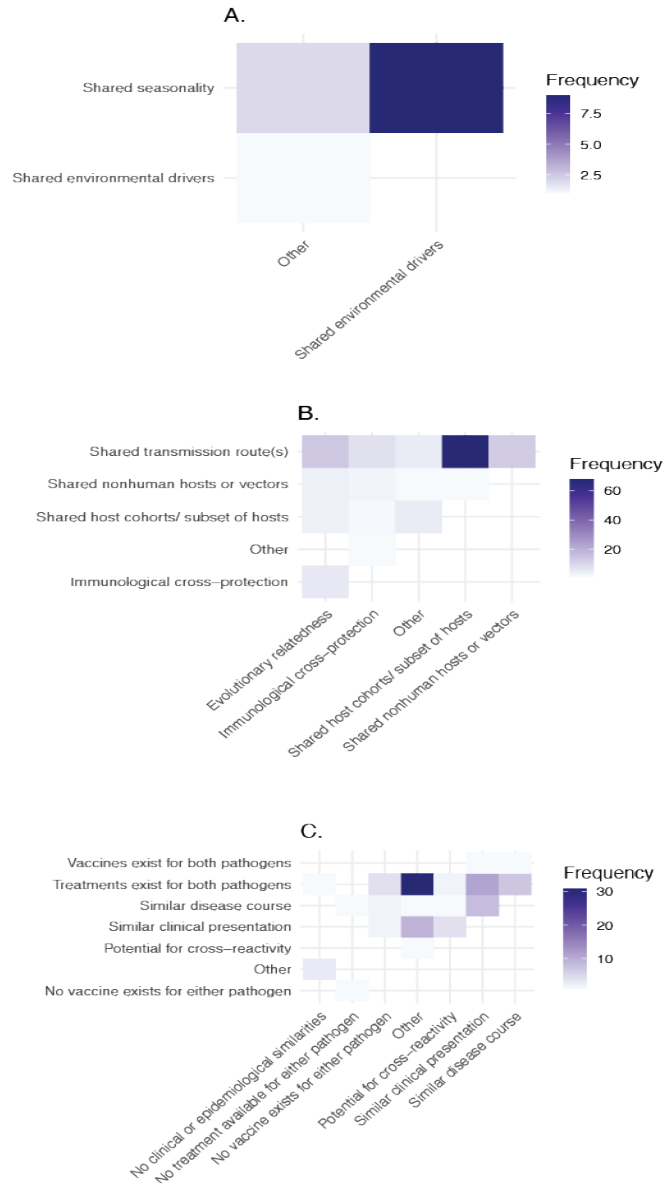 A.
Shared seasonality
Shared environmental drivers
Other
Shared environmental drivers
Frequency
7.5
5.0
2.5
B.
Shared transmission route(s)
Shared nonhuman hosts or vectors
Shared host cohorts/ subset of hosts
Other
Immunological cross−protection
Evolutionary relatedness
Immunological cross−protection
Other
Shared host cohorts/ subset of hosts
Shared nonhuman hosts or vectors
Frequency
60
40
20
C.
Vaccines exist for both pathogens
Treatments exist for both pathogens
Similar disease course
Similar clinical presentation
Potential for cross−reactivity
Other
No vaccine exists for either pathogen
No clinical or epidemiological similarities
No treatment available for either pathogen
No vaccine exists for either pathogen
Other
Potential for cross−reactivity
Similar clinical presentation
Similar disease course
Frequency
30
20
10